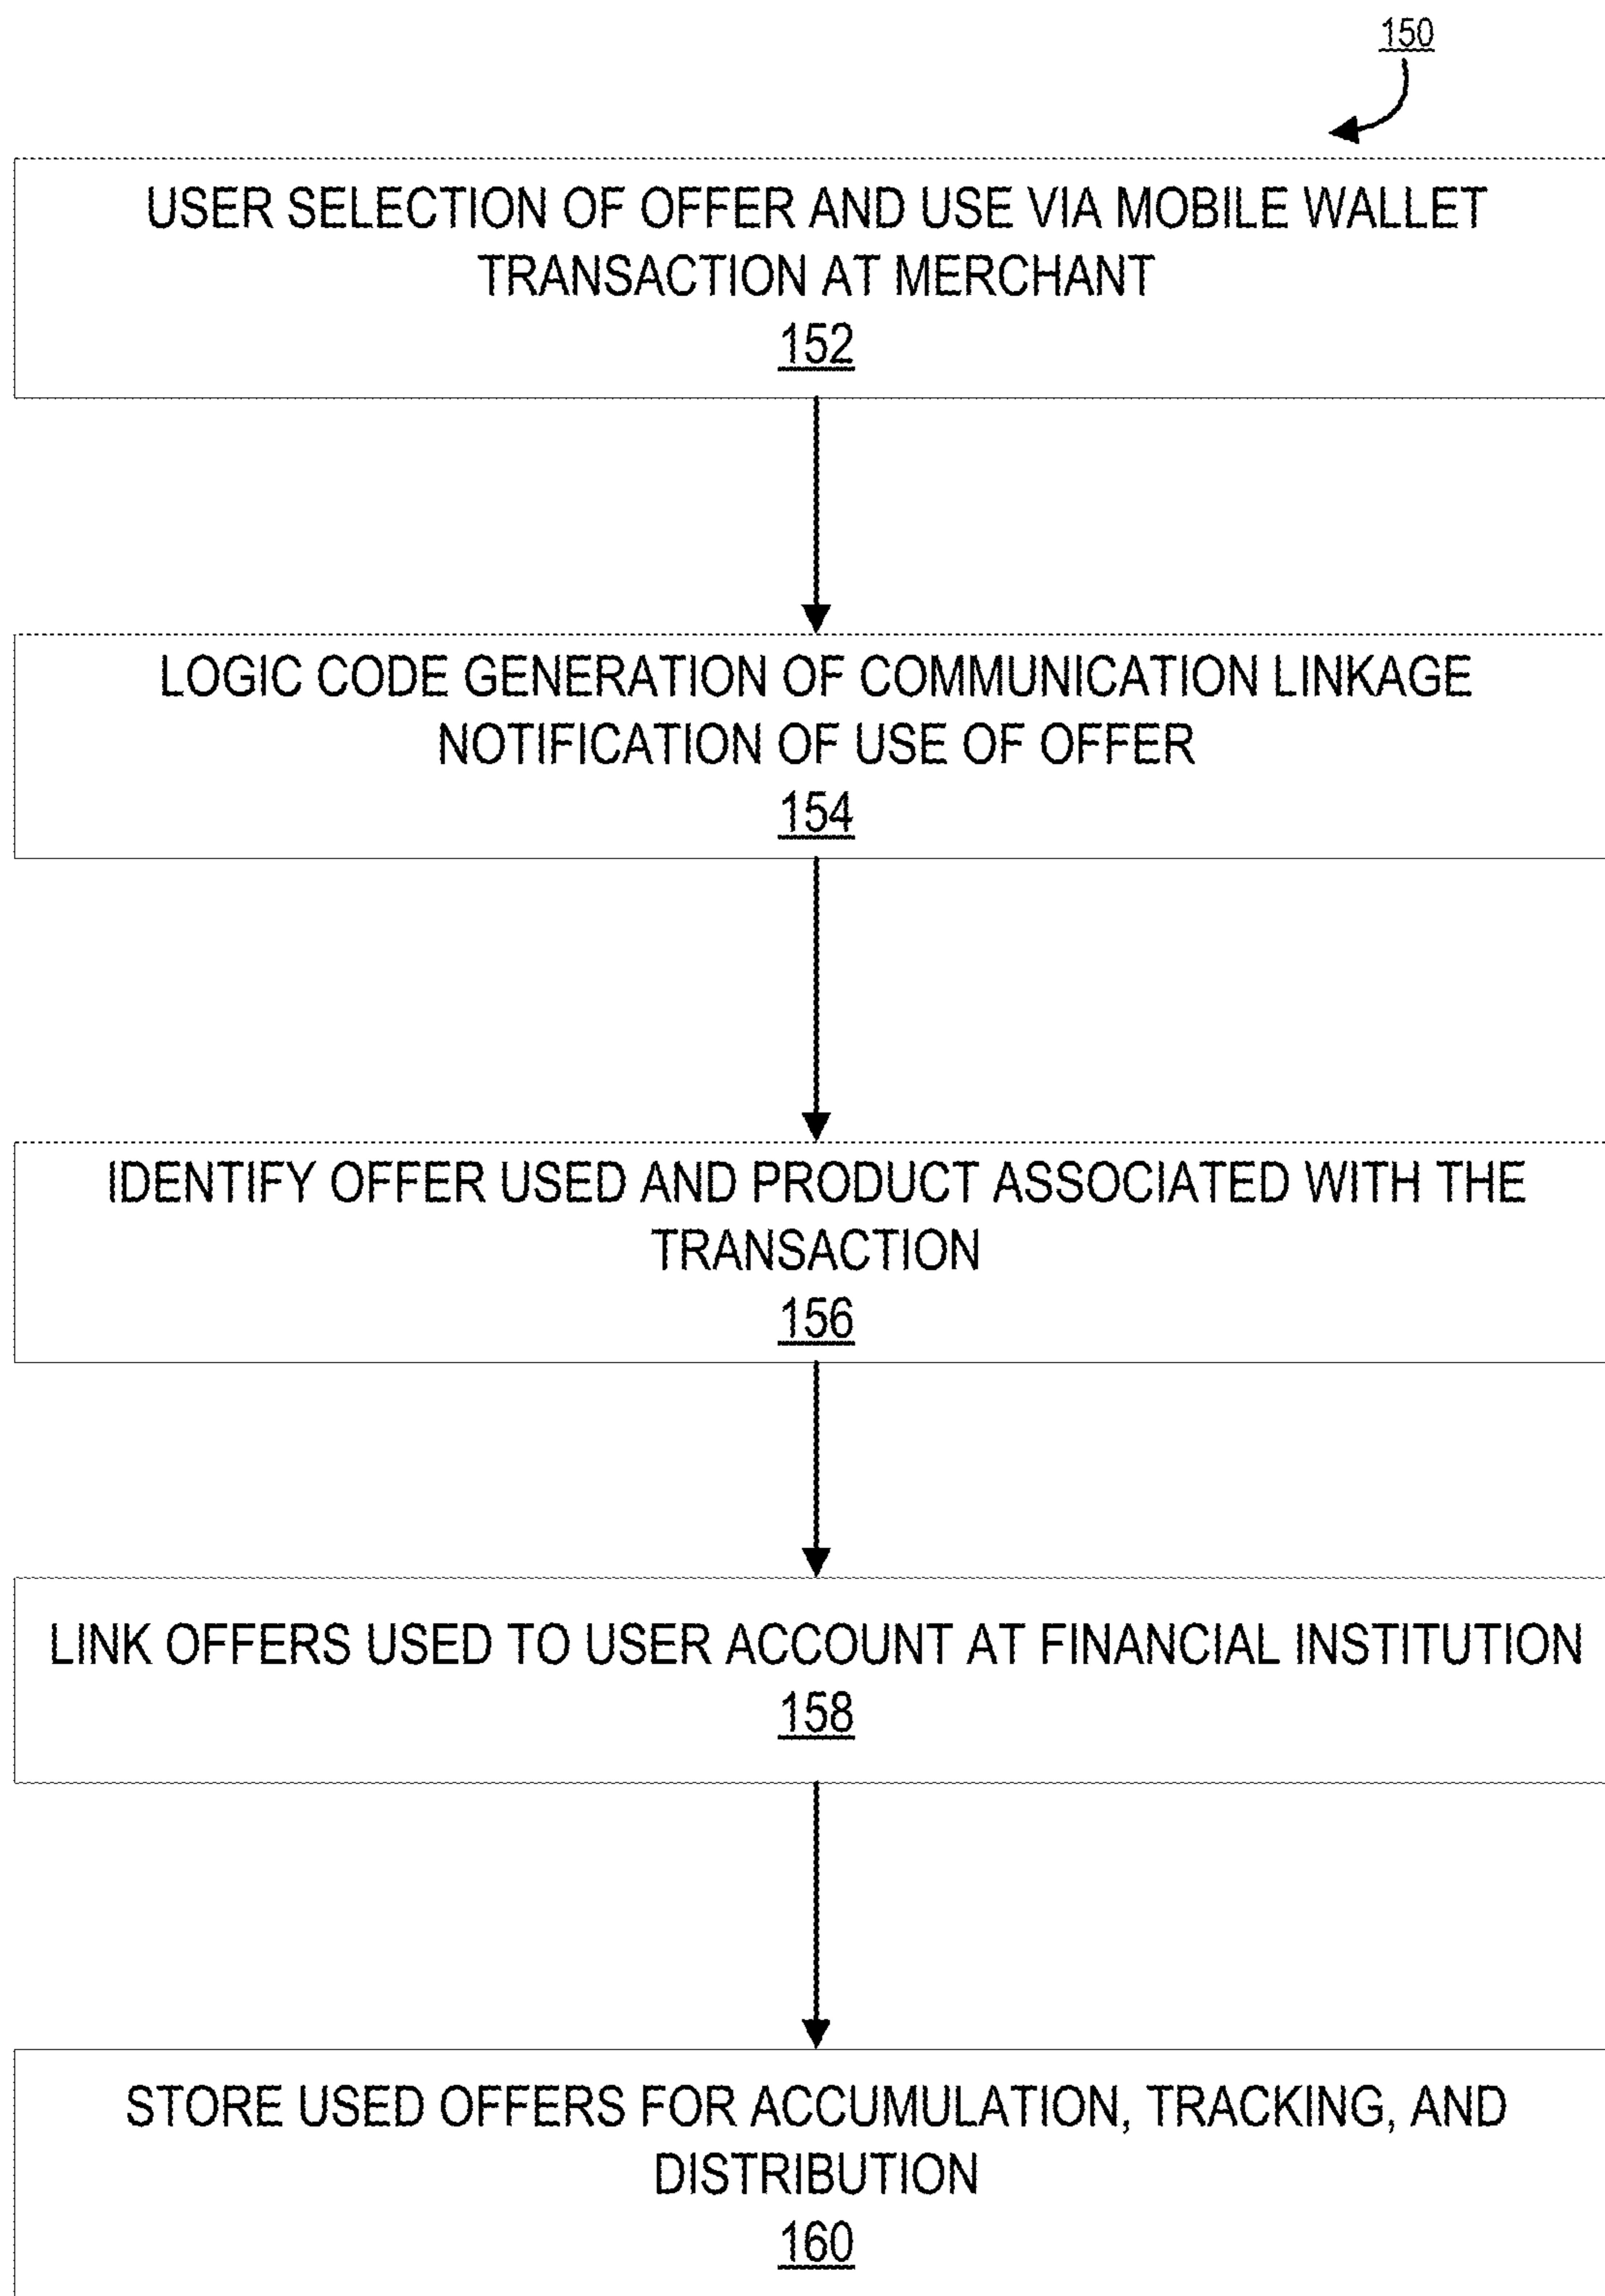 150
USER SELECTION OF OFFER AND USE VIA MOBILE WALLET
TRANSACTION AT MERCHANT
152
LOGIC CODE GENERATION OF COMMUNICATION LINKAGE
NOTIFICATION OF USE OF OFFER
154
IDENTIFY OFFER USED AND PRODUCT ASSOCIATED WITH THE
TRANSACTION
156
LINK OFFERS USED TO USER ACCOUNT AT FINANCIAL INSTITUTION
158
STORE USED OFFERS FOR ACCUMULATION, TRACKING, AND
DISTRIBUTION
160